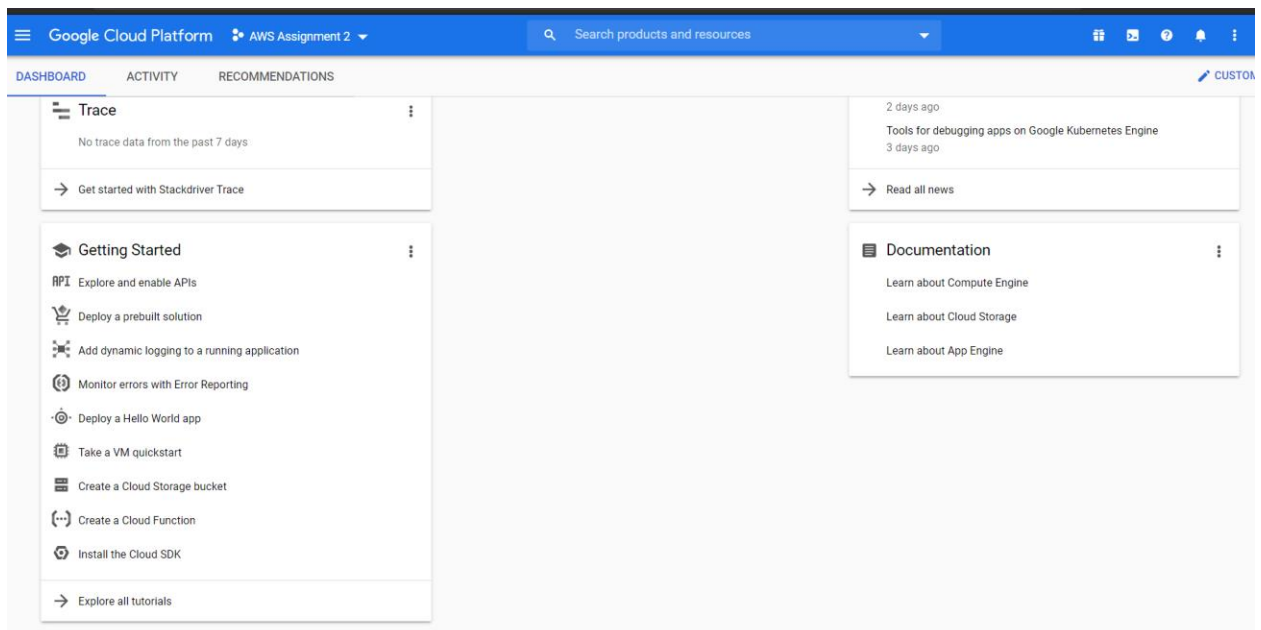 Google Cloud Platform AWS Assignment 2 Search products and resources
DASHBOARD ACTIVITY RECOMMENDATIONS CUSTOM
Trace
No trace data from the past 7 days
Get started with Stackdriver Trace
2 days ago
Tools for debugging apps on Google Kubernetes Engine
3 days ago
Read all news
Getting Started
API Explore and enable APIs
Deploy a prebuilt solution
Add dynamic logging to a running application
Monitor errors with Error Reporting
Deploy a Hello World app
Take a VM quickstart
Create a Cloud Storage bucket
Create a Cloud Function
Install the Cloud SDK
Explore all tutorials
Documentation
Learn about Compute Engine
Learn about Cloud Storage
Learn about App Engine